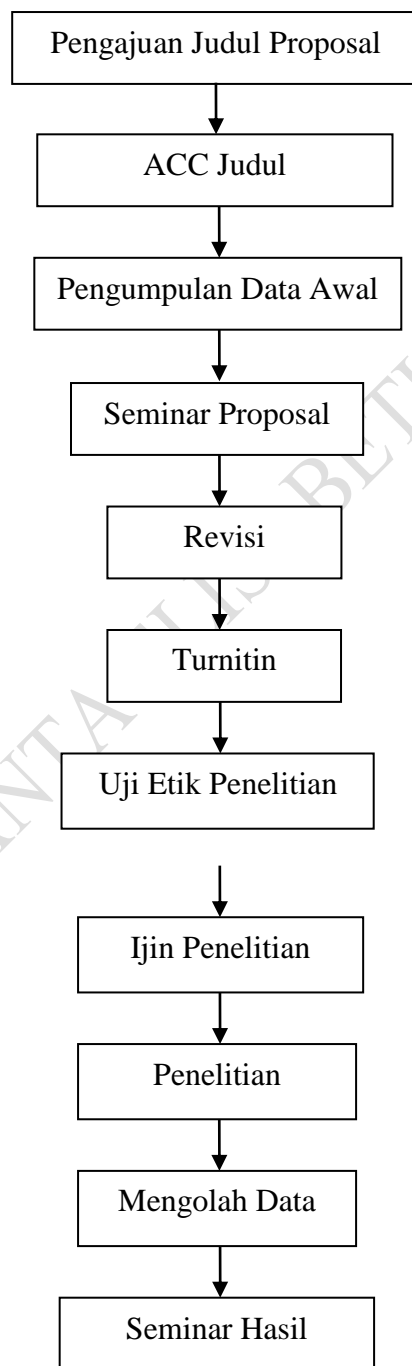 Pengajuan Judul Proposal
ACC Judul
Pengumpulan Data Awal
Seminar Proposal
Revisi
Turnitin
Uji Etik Penelitian
Ijin Penelitian
Penelitian
Mengolah Data
Seminar Hasil